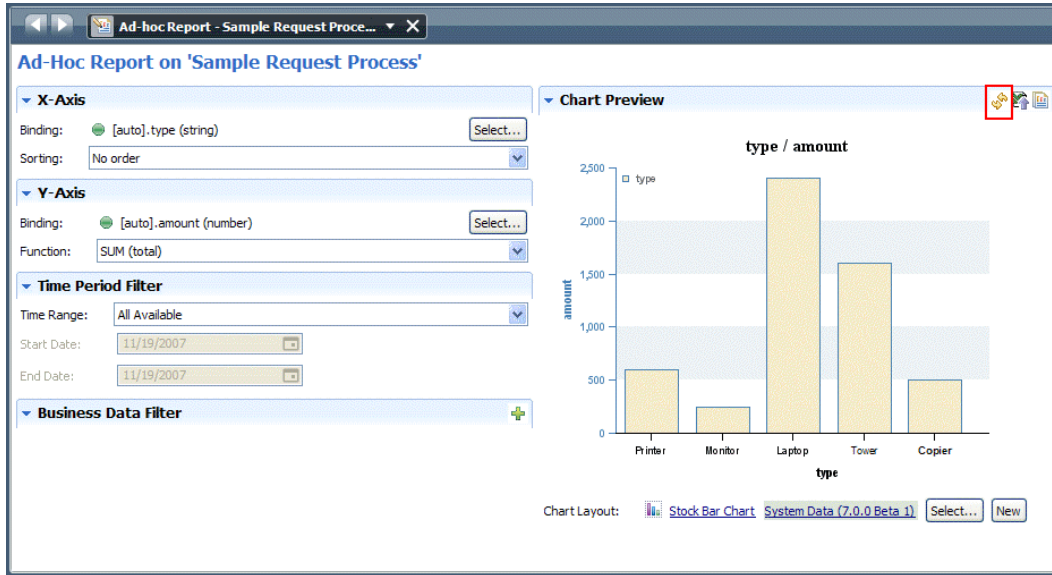 Ad-hoc Report - Sample Request Proce...
Ad-Hoc Report on 'Sample Request Process'
X-Axis
Binding: [auto].type (string) Select...
Sorting: No order
Y-Axis
Binding: [auto].amount (number) Select...
Function: SUM (total)
Time Period Filter
Time Range: All Available
Start Date: 11/19/2007
End Date: 11/19/2007
Business Data Filter
Chart Preview
type / amount
type
2,500
2,000
1,500
1,000
500
0
amount
Printer Monitor Laptop Tower Copier
type
Chart Layout: Stock Bar Chart System Data (7.0.0 Beta 1) Select... New